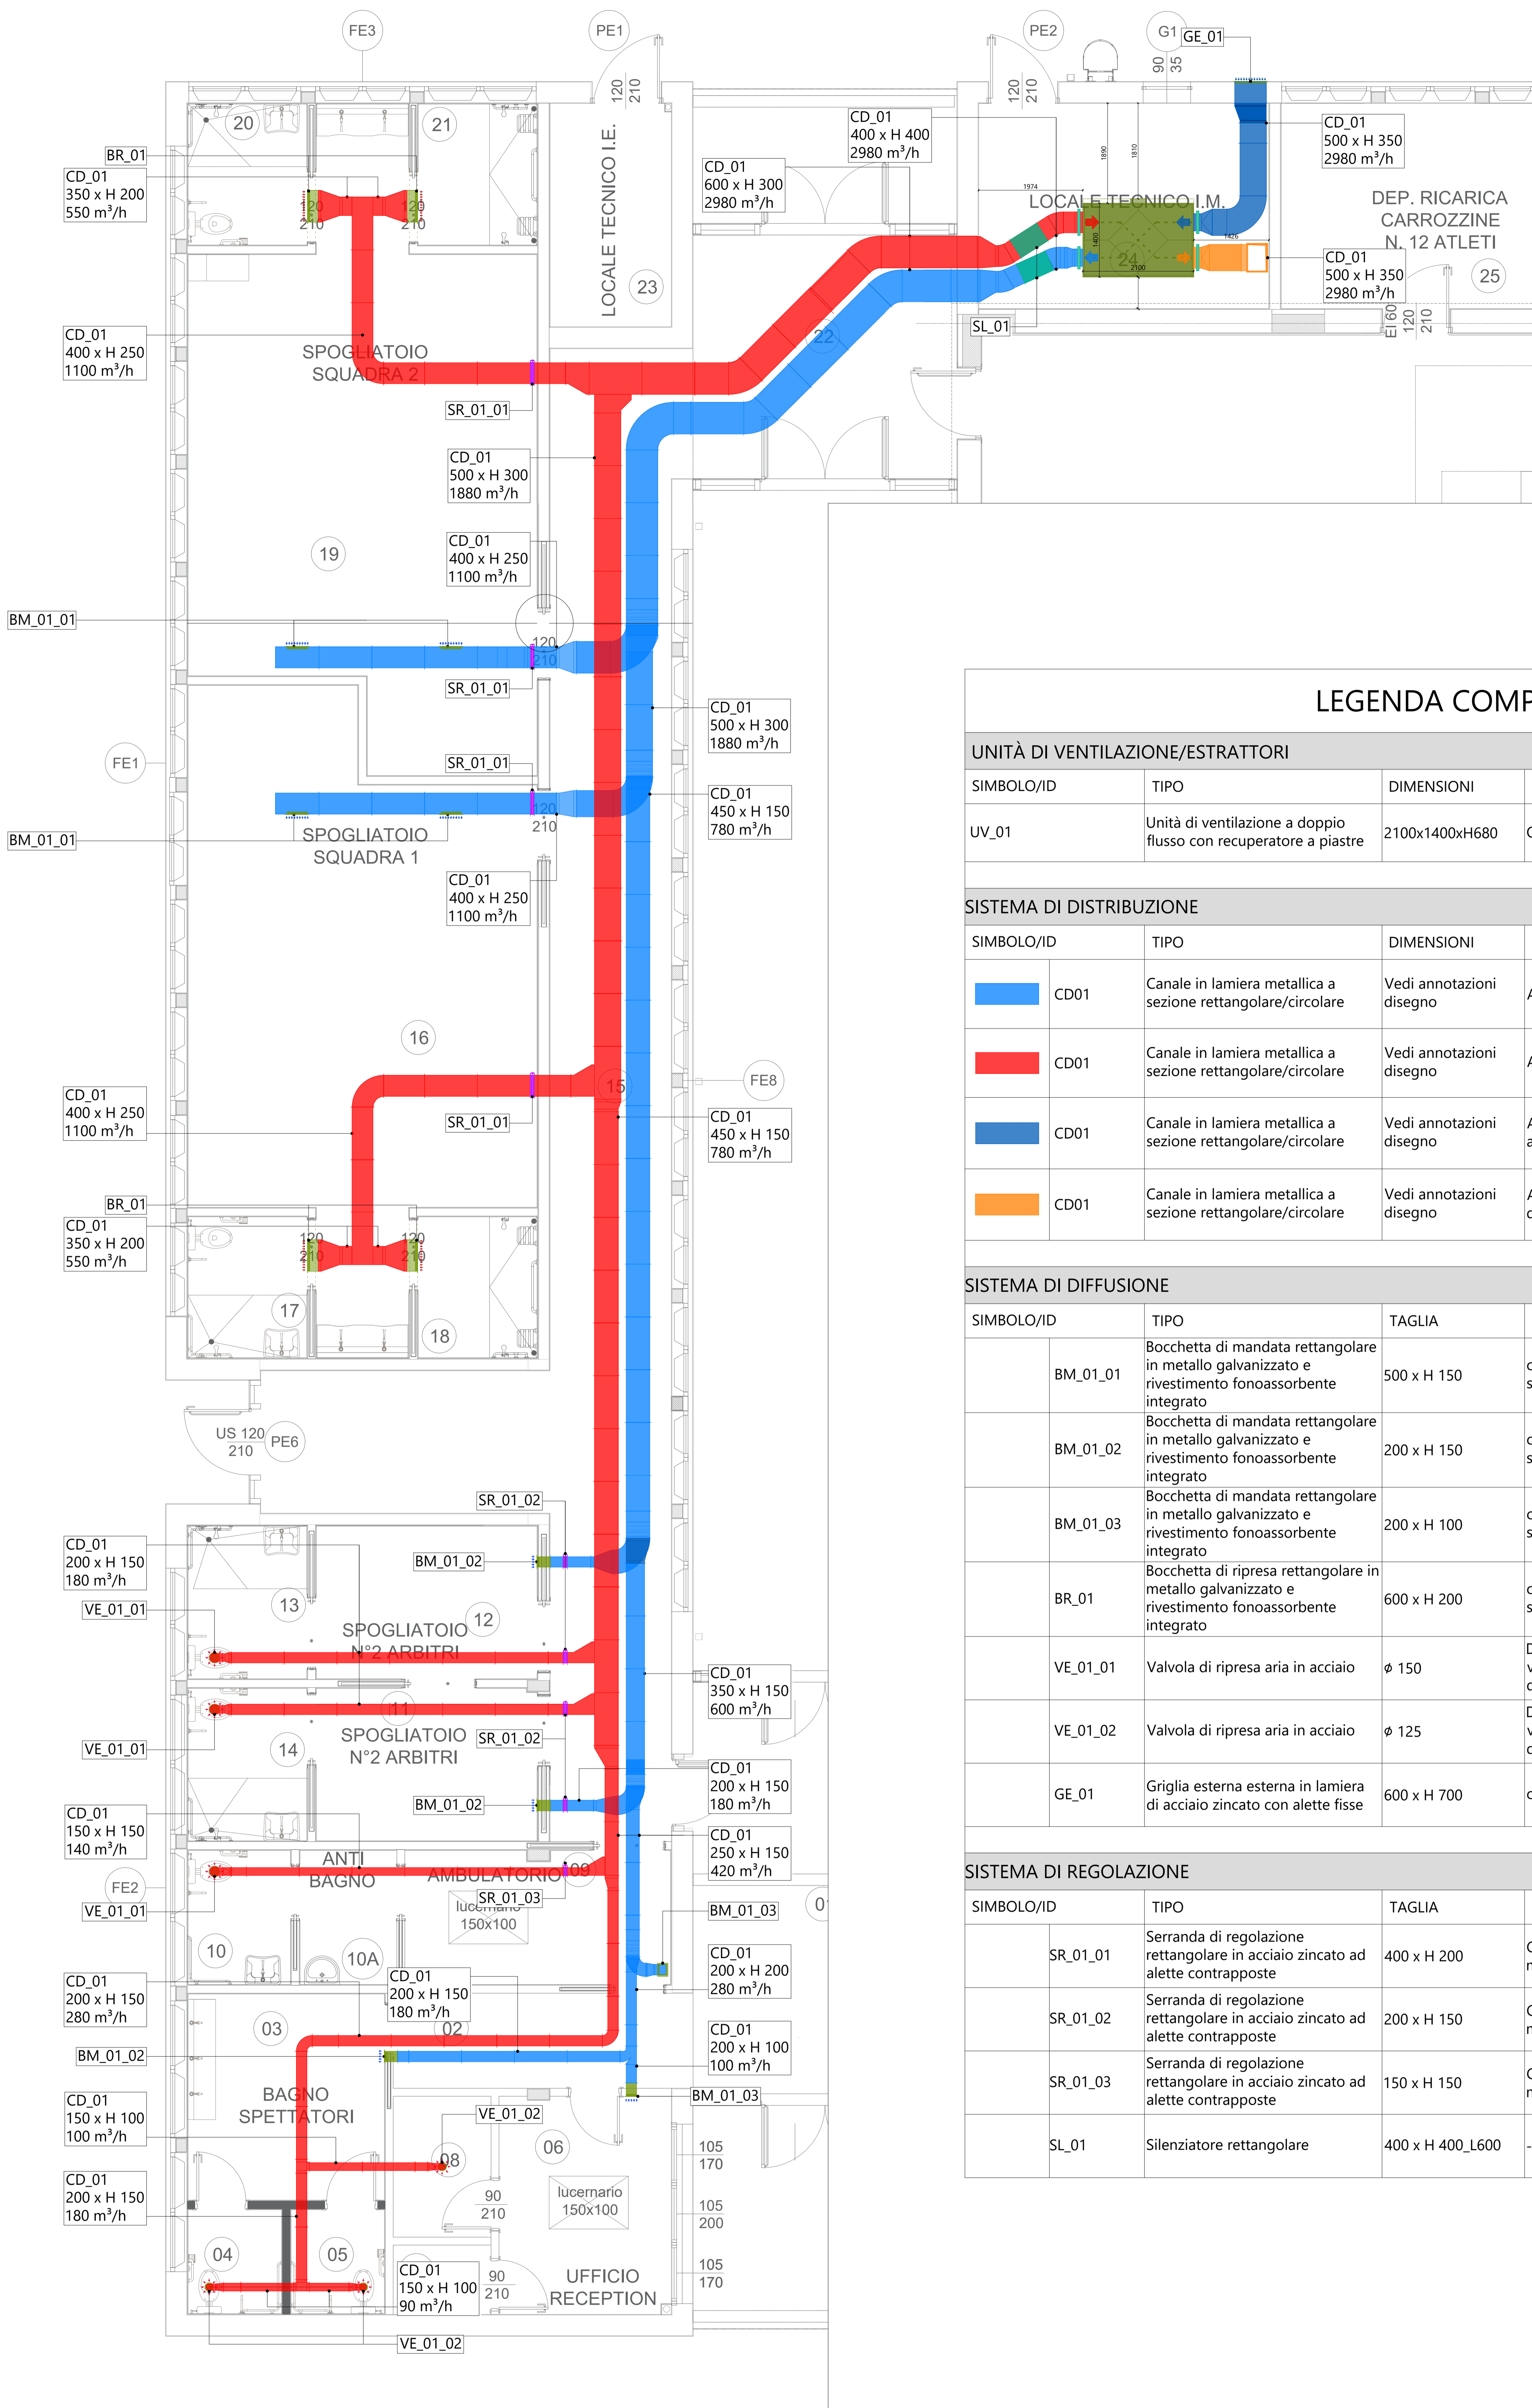 FE3
PE1
PE2
G1
GE_01
90
35
120
210
120
210
20
21
LOCALE TECNICO I.E.
CD_01
400 x H 400
2980 m³/h
CD_01
600 x H 300
2980 m³/h
CD_01
500 x H 350
2980 m³/h
1890
1810
1974
LOCALE TECNICO I.M.
DEP. RICARICA
CARROZZINE
N. 12 ATLETI
25
1400
2100
1426
24
CD_01
500 x H 350
2980 m³/h
EI 60
120
210
SL_01
22
23
BR_01
CD_01
350 x H 200
550 m³/h
120
210
120
210
CD_01
400 x H 250
1100 m³/h
SPOGLIATOIO
SQUADRA 2
SR_01_01
CD_01
500 x H 300
1880 m³/h
CD_01
400 x H 250
1100 m³/h
19
BM_01_01
120
210
SR_01_01
CD_01
500 x H 300
1880 m³/h
FE1
SR_01_01
CD_01
450 x H 150
780 m³/h
120
210
BM_01_01
SPOGLIATOIO
SQUADRA 1
CD_01
400 x H 250
1100 m³/h
16
15
FE8
CD_01
400 x H 250
1100 m³/h
SR_01_01
CD_01
450 x H 150
780 m³/h
BR_01
CD_01
350 x H 200
550 m³/h
120
210
120
210
17
18
US 120
210
PE6
SR_01_02
CD_01
200 x H 150
180 m³/h
BM_01_02
VE_01_01
13
12
SPOGLIATOIO
N°2 ARBITRI
CD_01
350 x H 150
600 m³/h
11
SPOGLIATOIO
N°2 ARBITRI
SR_01_02
VE_01_01
14
CD_01
200 x H 150
180 m³/h
BM_01_02
CD_01
150 x H 150
140 m³/h
CD_01
250 x H 150
420 m³/h
ANTI
BAGNO
AMBULATORIO
09
FE2
SR_01_03
lucernario
150x100
VE_01_01
BM_01_03
10
10A
CD_01
200 x H 200
280 m³/h
CD_01
200 x H 150
280 m³/h
CD_01
200 x H 150
180 m³/h
03
02
CD_01
200 x H 100
100 m³/h
BM_01_02
BM_01_03
BAGNO
SPETTATORI
CD_01
150 x H 100
100 m³/h
VE_01_02
06
08
105
170
CD_01
200 x H 150
180 m³/h
90
210
lucernario
150x100
105
200
04
05
CD_01
150 x H 100
90 m³/h
90
210
UFFICIO
RECEPTION
105
170
VE_01_02
LEGENDA COMP
UNITÀ DI VENTILAZIONE/ESTRATTORI
SIMBOLO/ID TIPO DIMENSIONI
UV_01 Unità di ventilazione a doppio
flusso con recuperatore a piastre 2100x1400xH680
SISTEMA DI DISTRIBUZIONE
SIMBOLO/ID TIPO DIMENSIONI
CD01 Canale in lamiera metallica a
sezione rettangolare/circolare Vedi annotazioni
disegno
CD01 Canale in lamiera metallica a
sezione rettangolare/circolare Vedi annotazioni
disegno
CD01 Canale in lamiera metallica a
sezione rettangolare/circolare Vedi annotazioni
disegno
CD01 Canale in lamiera metallica a
sezione rettangolare/circolare Vedi annotazioni
disegno
SISTEMA DI DIFFUSIONE
SIMBOLO/ID TIPO TAGLIA
BM_01_01 Bocchetta di mandata rettangolare
in metallo galvanizzato e
rivestimento fonoassorbente
integrato 500 x H 150
BM_01_02 Bocchetta di mandata rettangolare
in metallo galvanizzato e
rivestimento fonoassorbente
integrato 200 x H 150
BM_01_03 Bocchetta di mandata rettangolare
in metallo galvanizzato e
rivestimento fonoassorbente
integrato 200 x H 100
BR_01 Bocchetta di ripresa rettangolare in
metallo galvanizzato e
rivestimento fonoassorbente
integrato 600 x H 200
VE_01_01 Valvola di ripresa aria in acciaio ϕ 150
VE_01_02 Valvola di ripresa aria in acciaio ϕ 125
GE_01 Griglia esterna esterna in lamiera
di acciaio zincato con alette fisse 600 x H 700
SISTEMA DI REGOLAZIONE
SIMBOLO/ID TIPO TAGLIA
SR_01_01 Serranda di regolazione
rettangolare in acciaio zincato ad
alette contrapposte 400 x H 200
SR_01_02 Serranda di regolazione
rettangolare in acciaio zincato ad
alette contrapposte 200 x H 150
SR_01_03 Serranda di regolazione
rettangolare in acciaio zincato ad
alette contrapposte 150 x H 150
SL_01 Silenziatore rettangolare 400 x H 400_L600 -